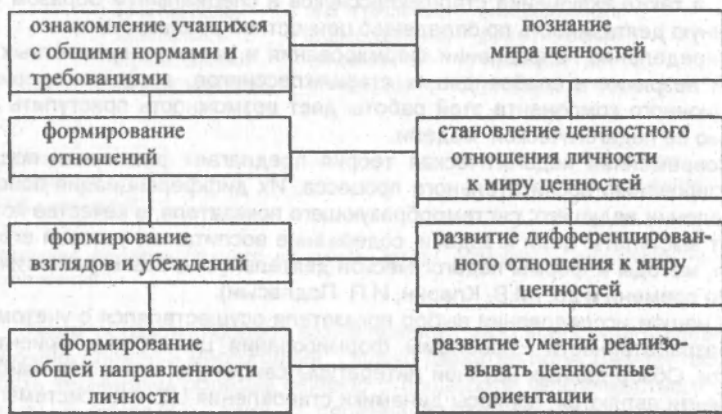 ознакомление учащихся
с общими нормами и
требованиями
познание
мира ценностей
формирование
отношений
становление ценностного
отношения личности
к миру ценностей
формирование
взглядов и убеждений
развитие дифференцирован-
ного отношения к миру
ценностей
формирование
общей направленности
личности
развитие умений реализо-
вывать ценностные
ориентации